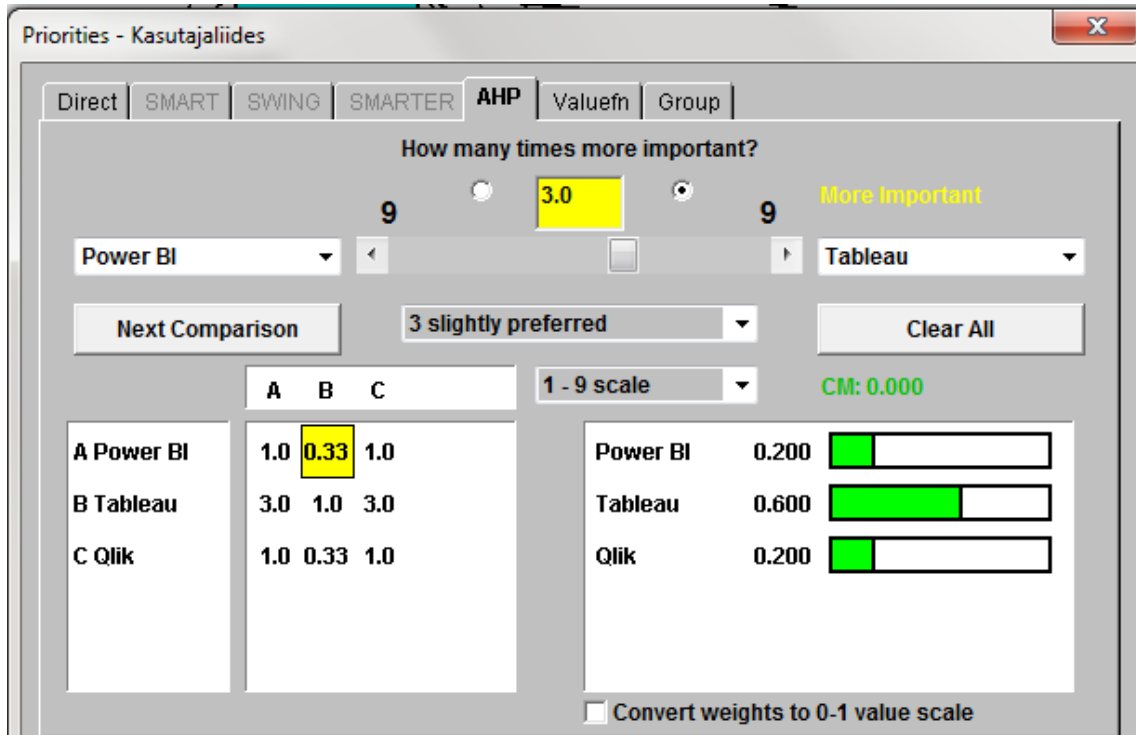 Priorities - Kasutajaliides
Direct SMART SWING SMARTER AHP Valuefn Group
How many times more important?
9 3.0 9 More Important
Power BI Tableau
Next Comparison 3 slightly preferred Clear All
A B C 1 - 9 scale CM: 0.000
A Power BI 1.0 0.33 1.0 Power BI 0.200
B Tableau 3.0 1.0 3.0 Tableau 0.600
C Qlik 1.0 0.33 1.0 Qlik 0.200
Convert weights to 0-1 value scale